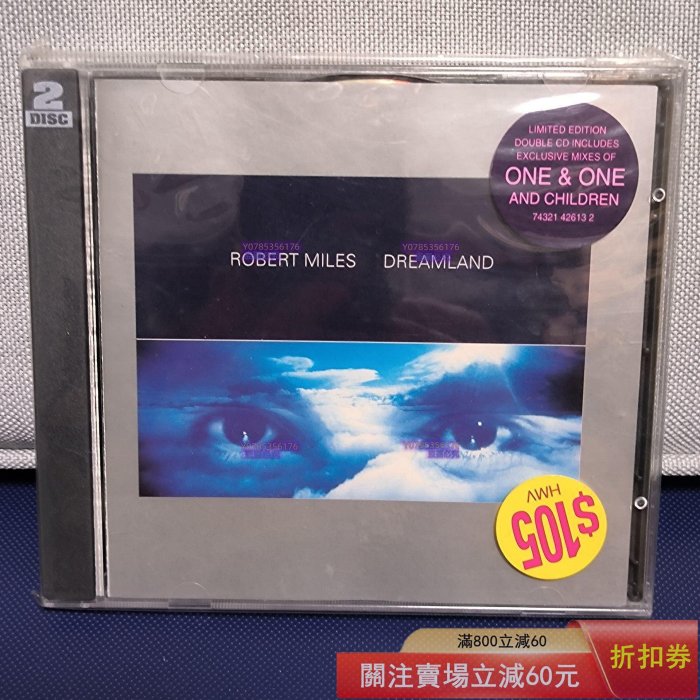 2
DISC
LIMITED EDITION
DOUBLE CD INCLUDES
EXCLUSIVE MIXES OF
ONE & ONE
AND CHILDREN
74321 42613 2
Y0785356176
Y0785356176
ROBERT MILES DREAMLAND
Y0785356176
Y0785356176
HMV
$105
滿800立減60
關注賣場立減60元
折扣券